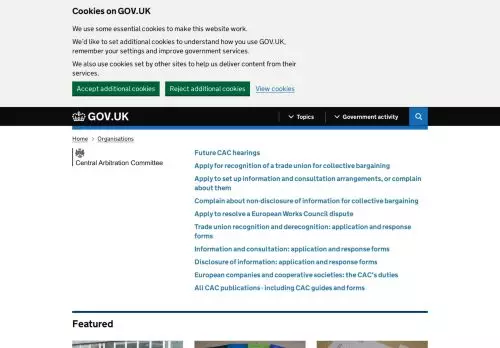 Cookies on GOV.UK
We use some essential cookies to make this website work.
We'd like to set additional cookies to understand how you use GOV.UK,
remember your settings and improve government services.
We also use cookies set by other sites to help us deliver content from their
services.
Accept additional cookies
Reject additional cookies
View cookies
GOV.UK
Topics
Government activity
Home
Organisations
Central Arbitration Committee
Future CAC hearings
Apply for recognition of a trade union for collective bargaining
Apply to set up information and consultation arrangements, or complain
about them
Complain about non-disclosure of information for collective bargaining
Apply to resolve a European Works Council dispute
Trade union recognition and derecognition: application and response
forms
Information and consultation: application and response forms
Disclosure of information: application and response forms
European companies and cooperative societies: the CAC's duties
All CAC publications - including CAC guides and forms
Featured